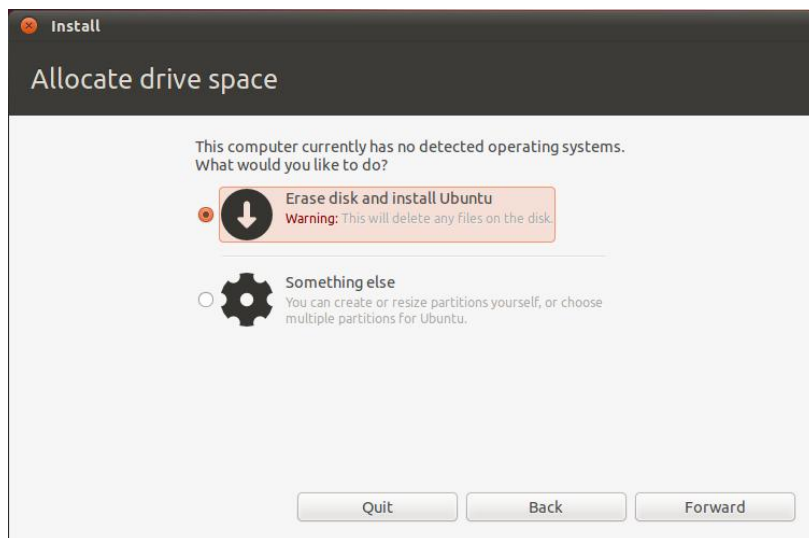 Install
Allocate drive space
This computer currently has no detected operating systems.
What would you like to do?
Erase disk and install Ubuntu
Warning: This will delete any files on the disk.
Something else
You can create or resize partitions yourself, or choose
multiple partitions for Ubuntu.
Quit
Back
Forward